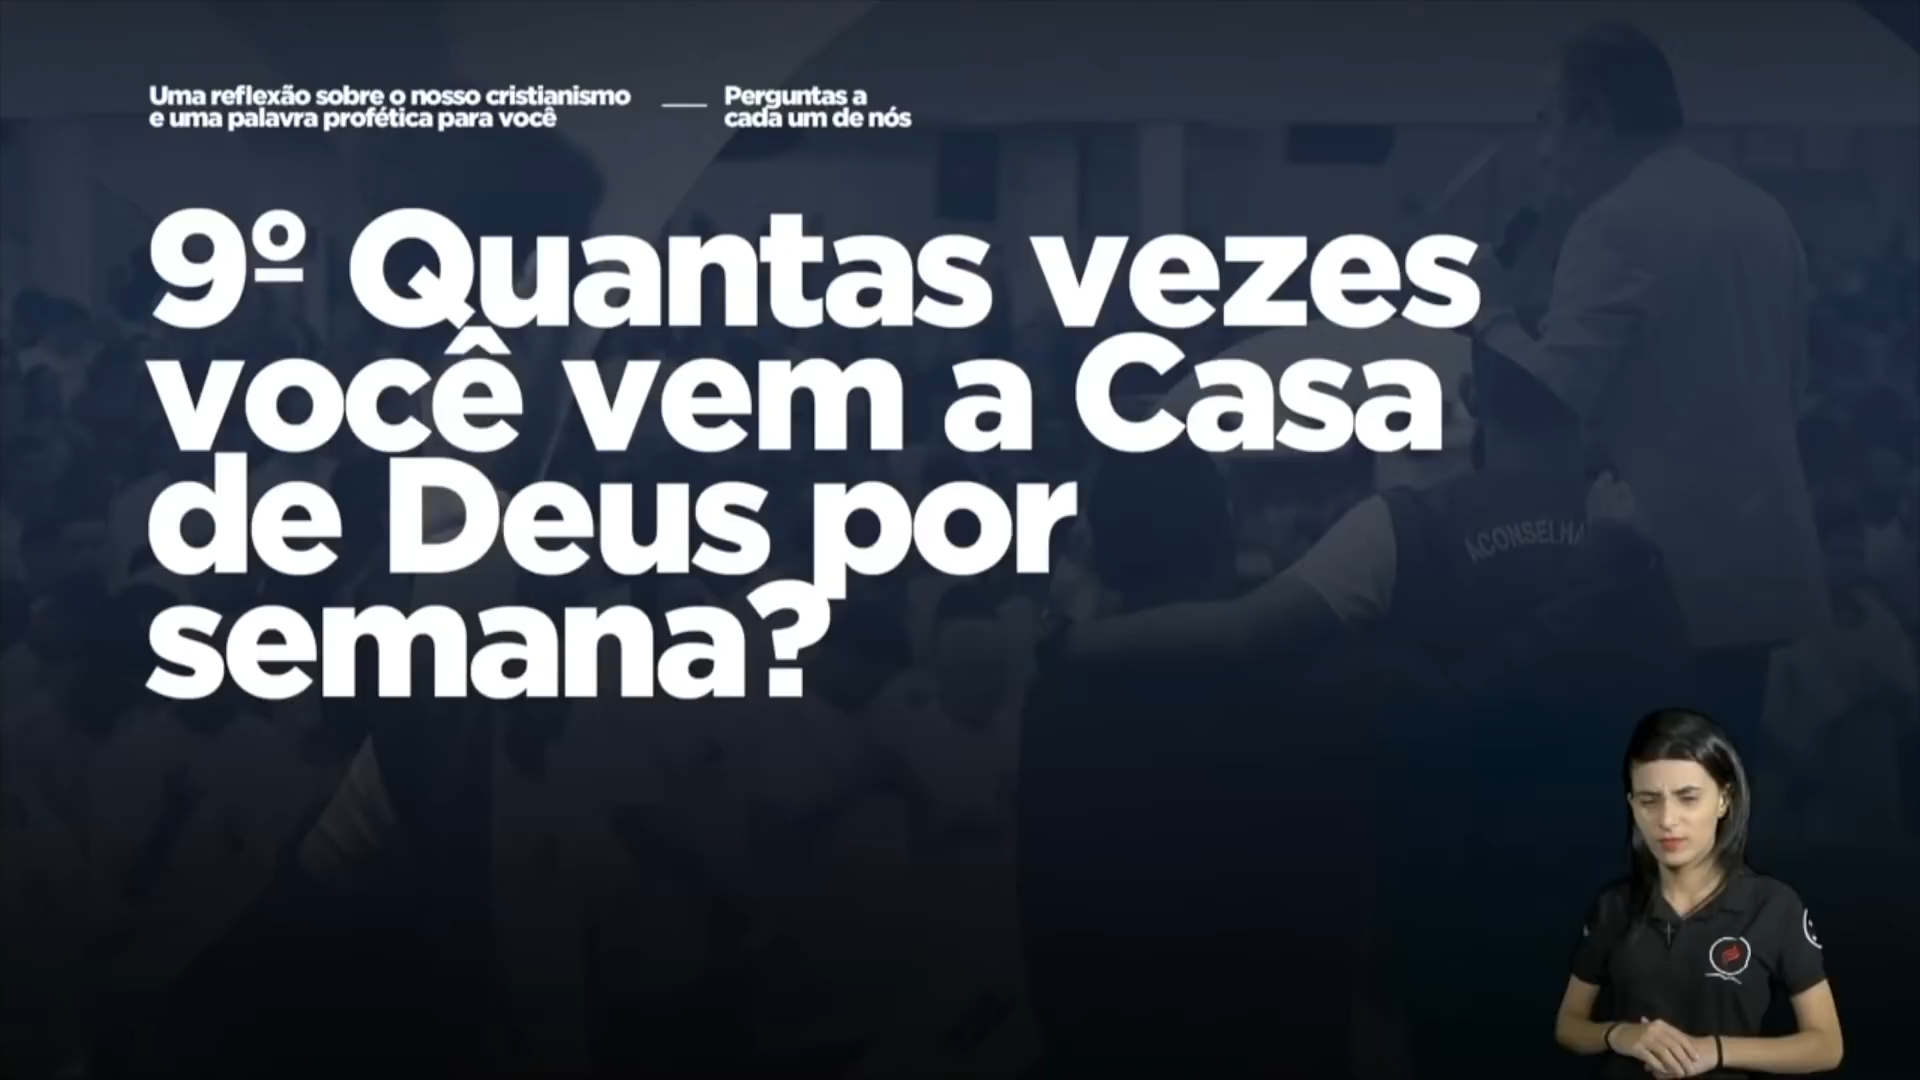 Uma reflexão sobre o nosso cristianismo
e uma palavra profética para você
Perguntas a
cada um de nós
9º Quantas vezes
você vem a Casa
de Deus por
semana?
ACONSELHA